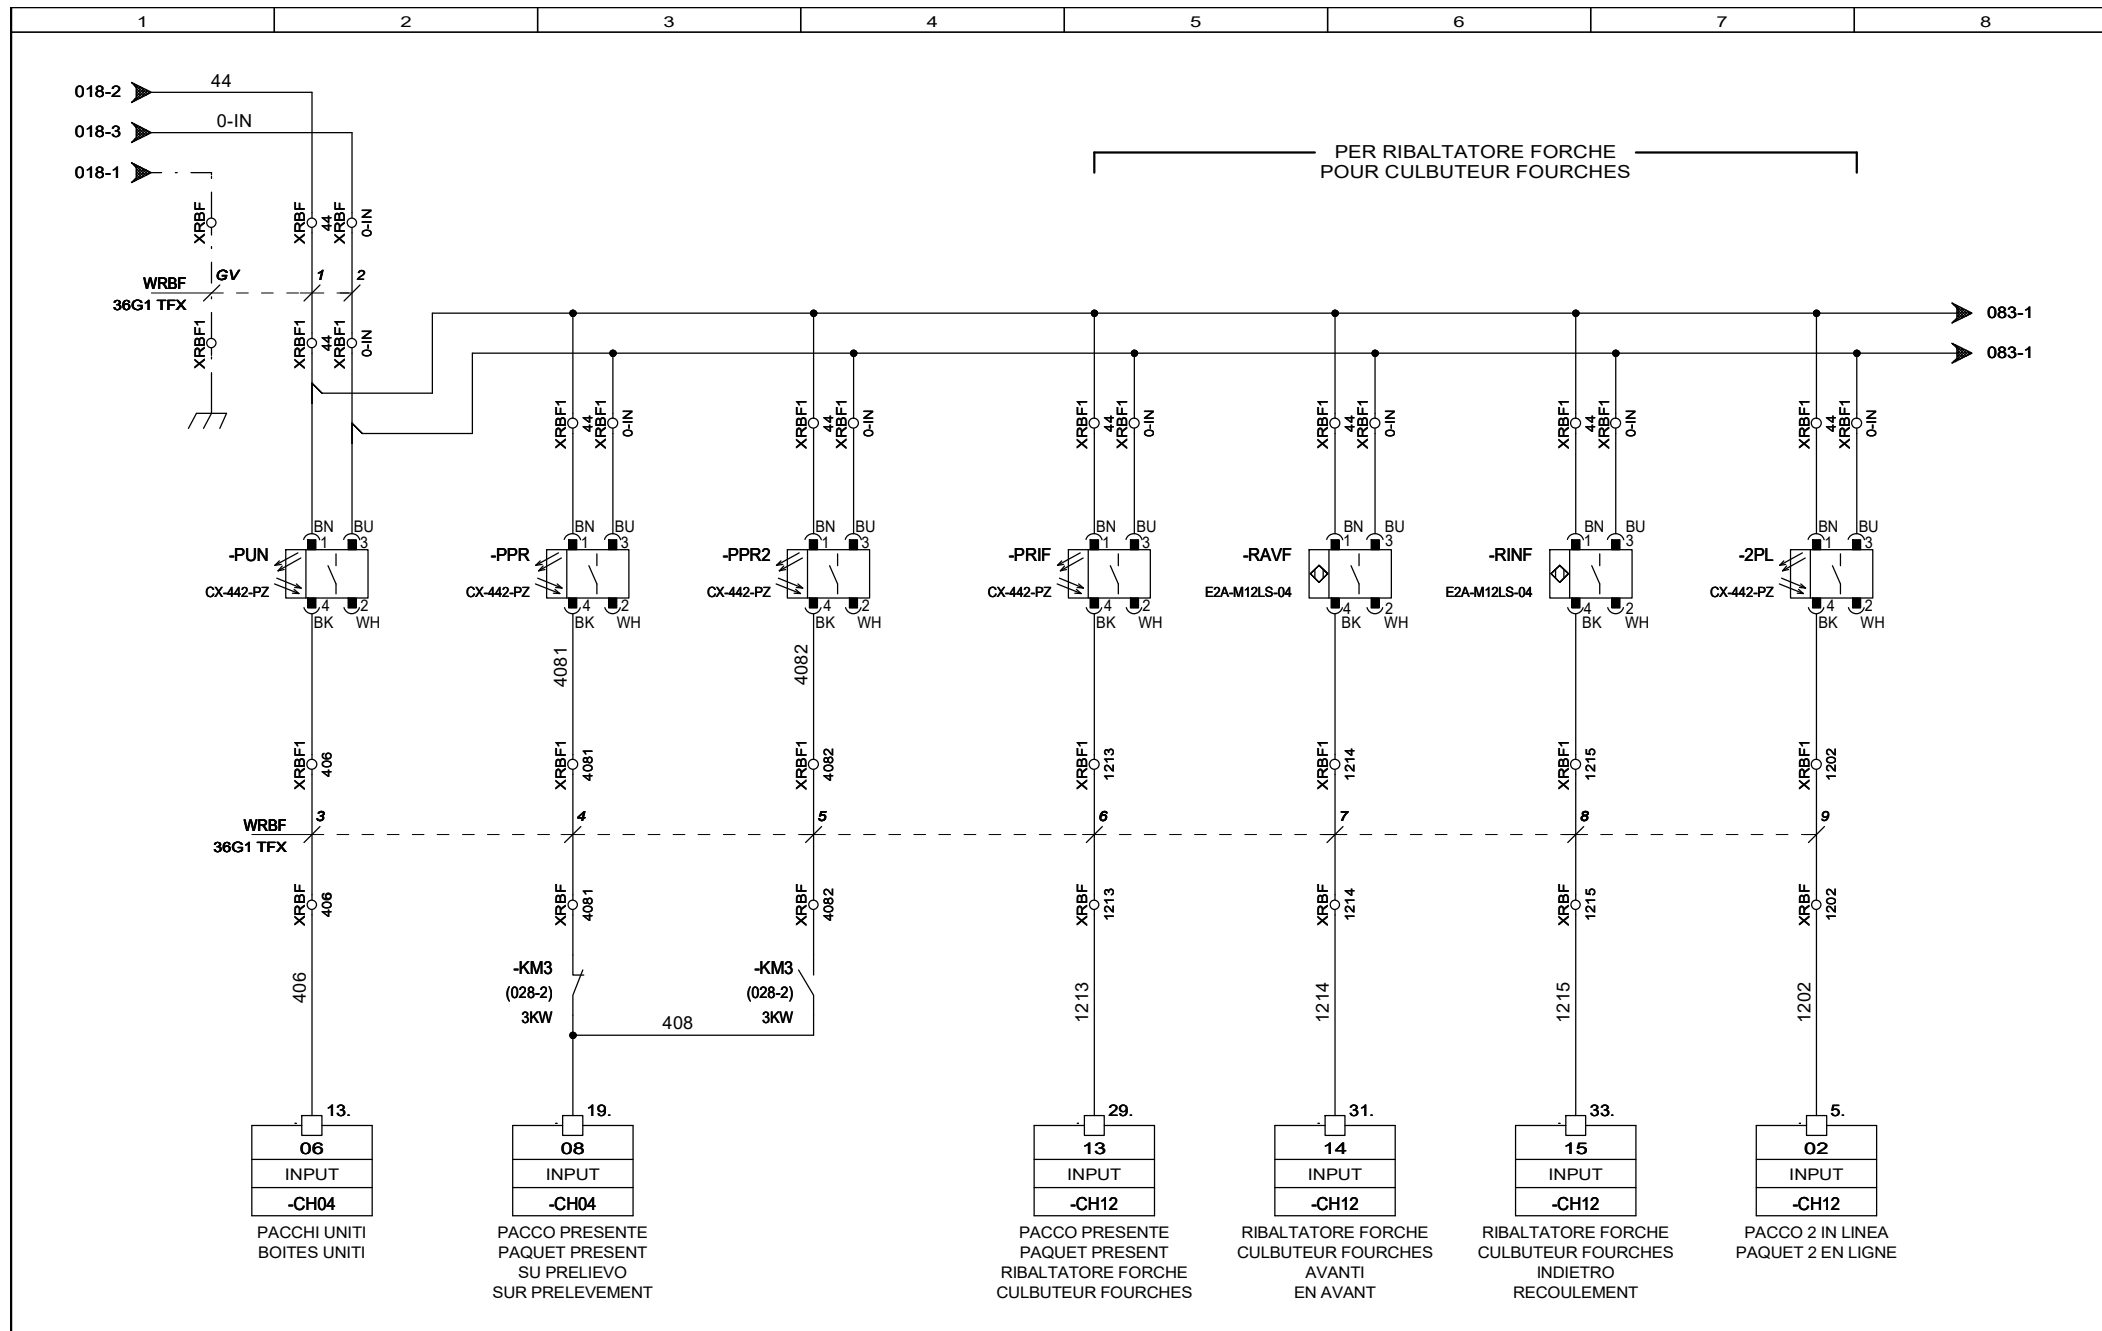 1 2 3 4 5 6 7 8
018-2 44
018-3 0-IN
018-1
PER RIBALTATORE FORCHE
POUR CULBUTEUR FOURCHES
XRBF XRBF 44 XRBF 0-IN
WRBF GV 1 2
36G1 TFX
083-1
XRBF1 XRBF1 44 XRBF1 0-IN
083-1
XRBF1 44 XRBF1 0-IN XRBF1 44 XRBF1 0-IN XRBF1 44 XRBF1 0-IN XRBF1 44 XRBF1 0-IN XRBF1 44 XRBF1 0-IN XRBF1 44 XRBF1 0-IN
BN BU BN BU BN BU BN BU BN BU BN BU BN BU
1 3 1 3 1 3 1 3 1 3 1 3 1 3
-PUN -PPR -PPR2 -PRIF -RAVF -RINF -2PL
CX-442-PZ CX-442-PZ CX-442-PZ CX-442-PZ E2A-M12LS-04 E2A-M12LS-04 CX-442-PZ
4 2 4 2 4 2 4 2 4 2 4 2 4 2
BK WH BK WH BK WH BK WH BK WH BK WH BK WH
4081 4082
XRBF1 406 XRBF1 4081 XRBF1 4082 XRBF1 1213 XRBF1 1214 XRBF1 1215 XRBF1 1202
WRBF 3 4 5 6 7 8 9
36G1 TFX
XRBF 406 XRBF 4081 XRBF 4082 XRBF 1213 XRBF 1214 XRBF 1215 XRBF 1202
-KM3 -KM3
(028-2) (028-2)
3KW 3KW
406 408 1213 1214 1215 1202
13. 19. 29. 31. 33. 5.
06 08 13 14 15 02
INPUT INPUT INPUT INPUT INPUT INPUT
-CH04 -CH04 -CH12 -CH12 -CH12 -CH12
PACCHI UNITI
BOITES UNITI
PACCO PRESENTE
PAQUET PRESENT
SU PRELIEVO
SUR PRELEVEMENT
PACCO PRESENTE
PAQUET PRESENT
RIBALTATORE FORCHE
CULBUTEUR FOURCHES
RIBALTATORE FORCHE
CULBUTEUR FOURCHES
AVANTI
EN AVANT
RIBALTATORE FORCHE
CULBUTEUR FOURCHES
INDIETRO
RECOULEMENT
PACCO 2 IN LINEA
PAQUET 2 EN LIGNE